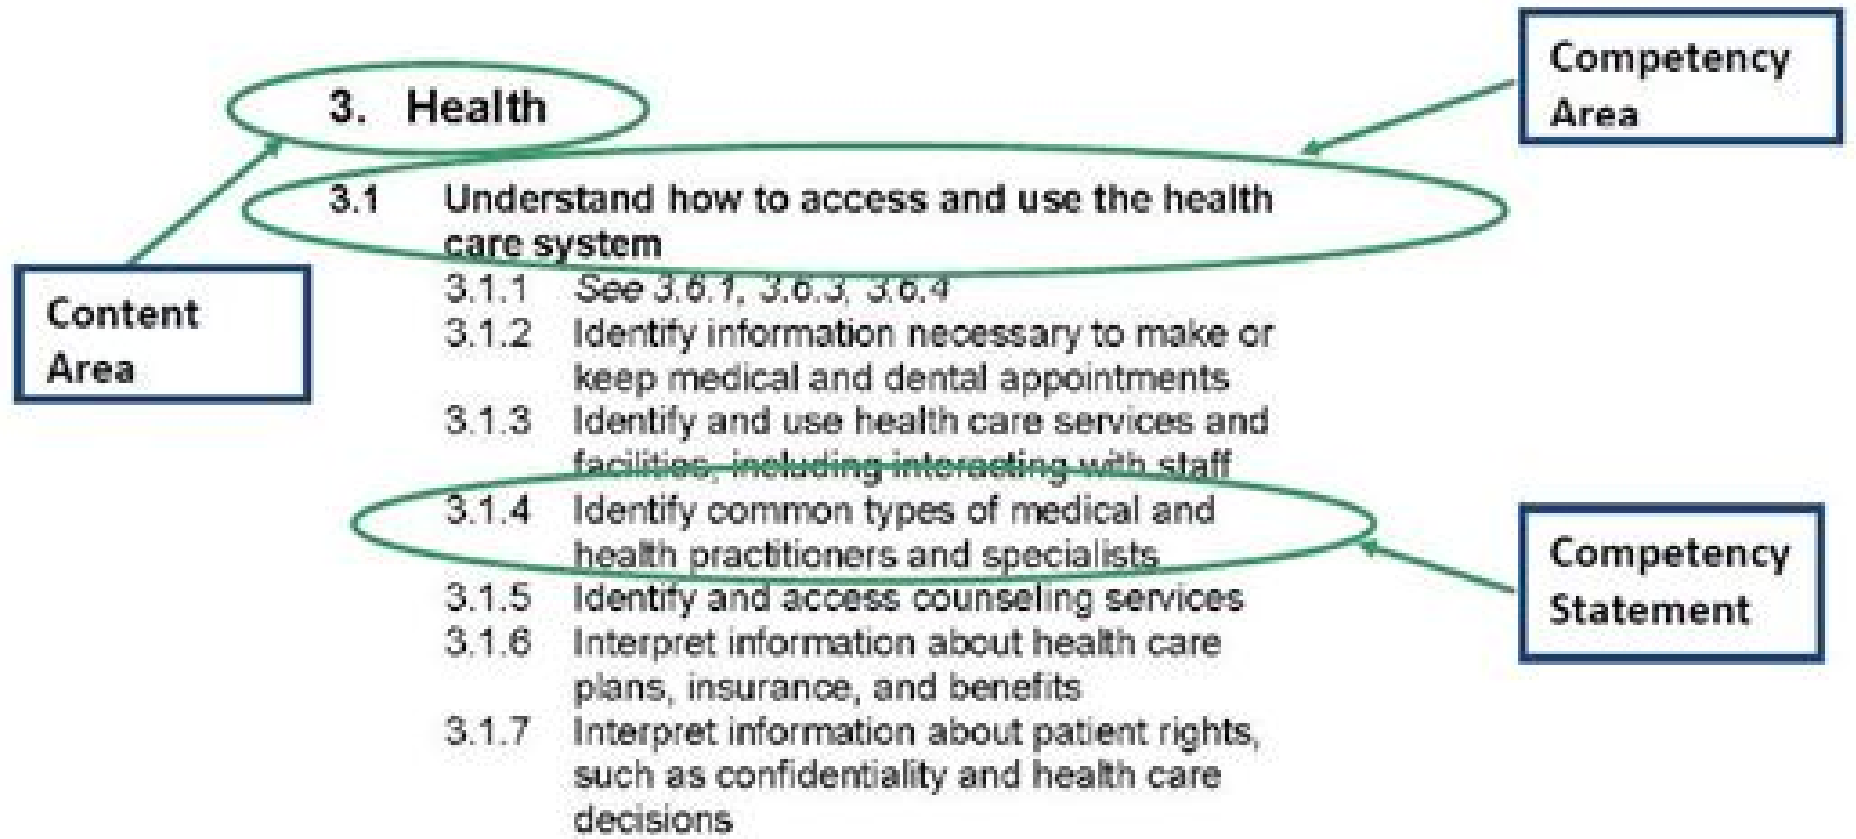 Competency
Area
3. Health
3.1 Understand how to access and use the health
care system
Content
Area
3.1.1 See 3.6.1, 3.6.3, 3.6.4
3.1.2 Identify information necessary to make or
keep medical and dental appointments
3.1.3 Identify and use health care services and
facilities, including interacting with staff
3.1.4 Identify common types of medical and
health practitioners and specialists
Competency
Statement
3.1.5 Identify and access counseling services
3.1.6 Interpret information about health care
plans, insurance, and benefits
3.1.7 Interpret information about patient rights,
such as confidentiality and health care
decisions